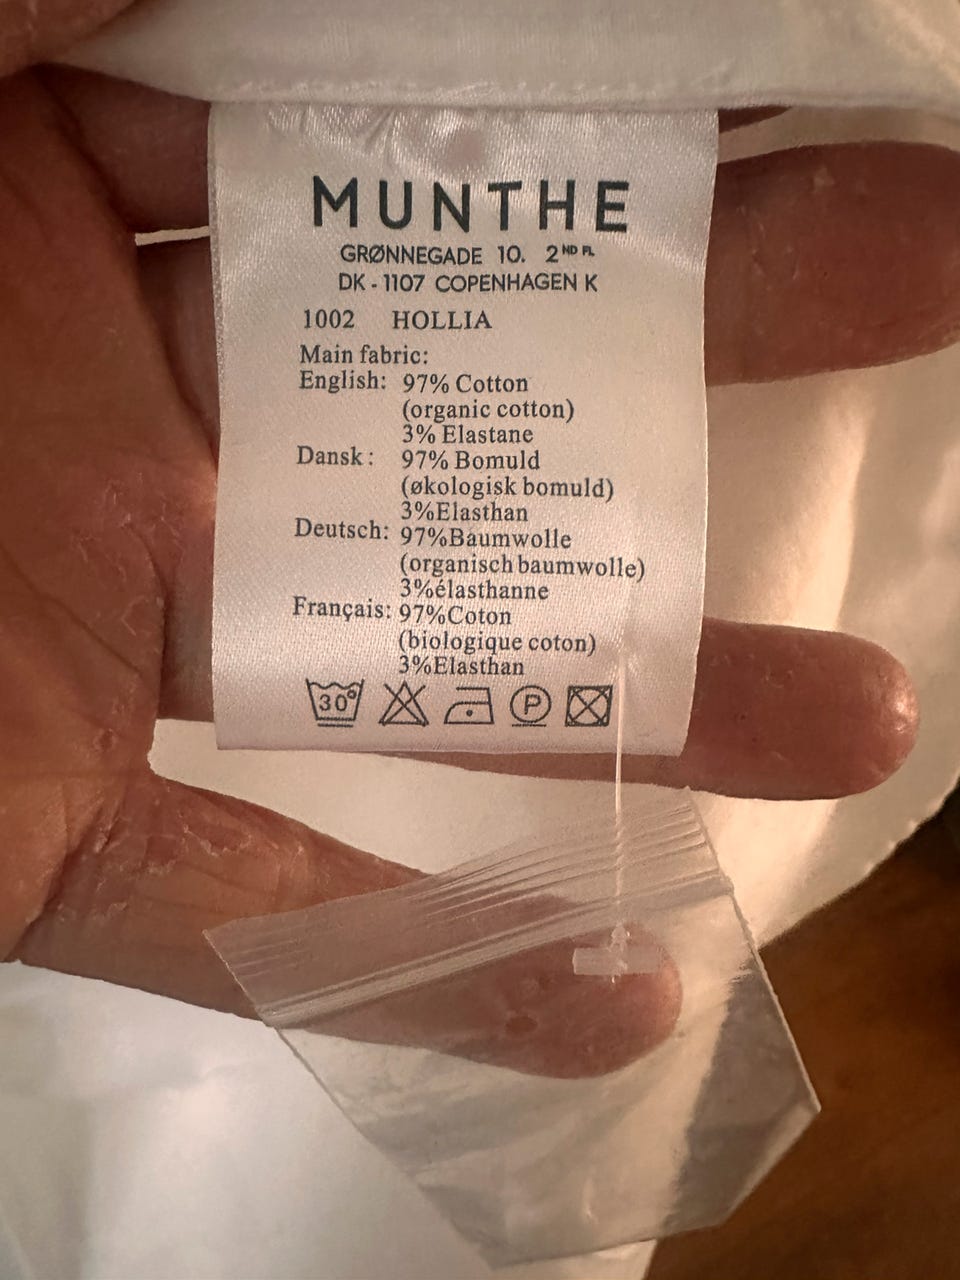 MUNTHE
GRØNNEGADE 10. 2ND FL
DK - 1107 COPENHAGEN K
1002 HOLLIA
Main fabric:
English: 97% Cotton
(organic cotton)
3% Elastane
Dansk : 97% Bomuld
(økologisk bomuld)
3%Elasthan
Deutsch: 97%Baumwolle
(organisch baumwolle)
3%élasthanne
Français: 97%Coton
(biologique coton)
3%Elasthan
30° P